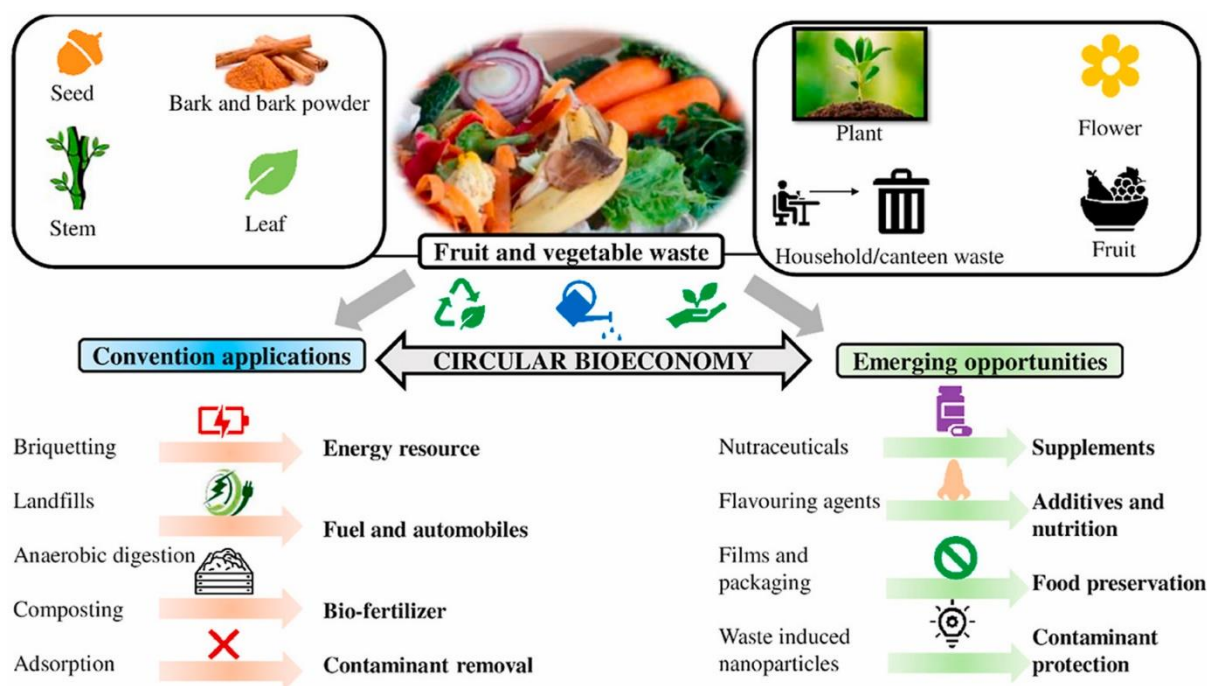 Seed
Bark and bark powder
Stem
Leaf
Plant
Flower
Household/canteen waste
Fruit
Fruit and vegetable waste
Convention applications
CIRCULAR BIOECONOMY
Emerging opportunities
Briquetting
Energy resource
Landfills
Fuel and automobiles
Anaerobic digestion
Composting
Bio-fertilizer
Adsorption
Contaminant removal
Nutraceuticals
Supplements
Flavouring agents
Additives and
nutrition
Films and
packaging
Food preservation
Waste induced
nanoparticles
Contaminant
protection